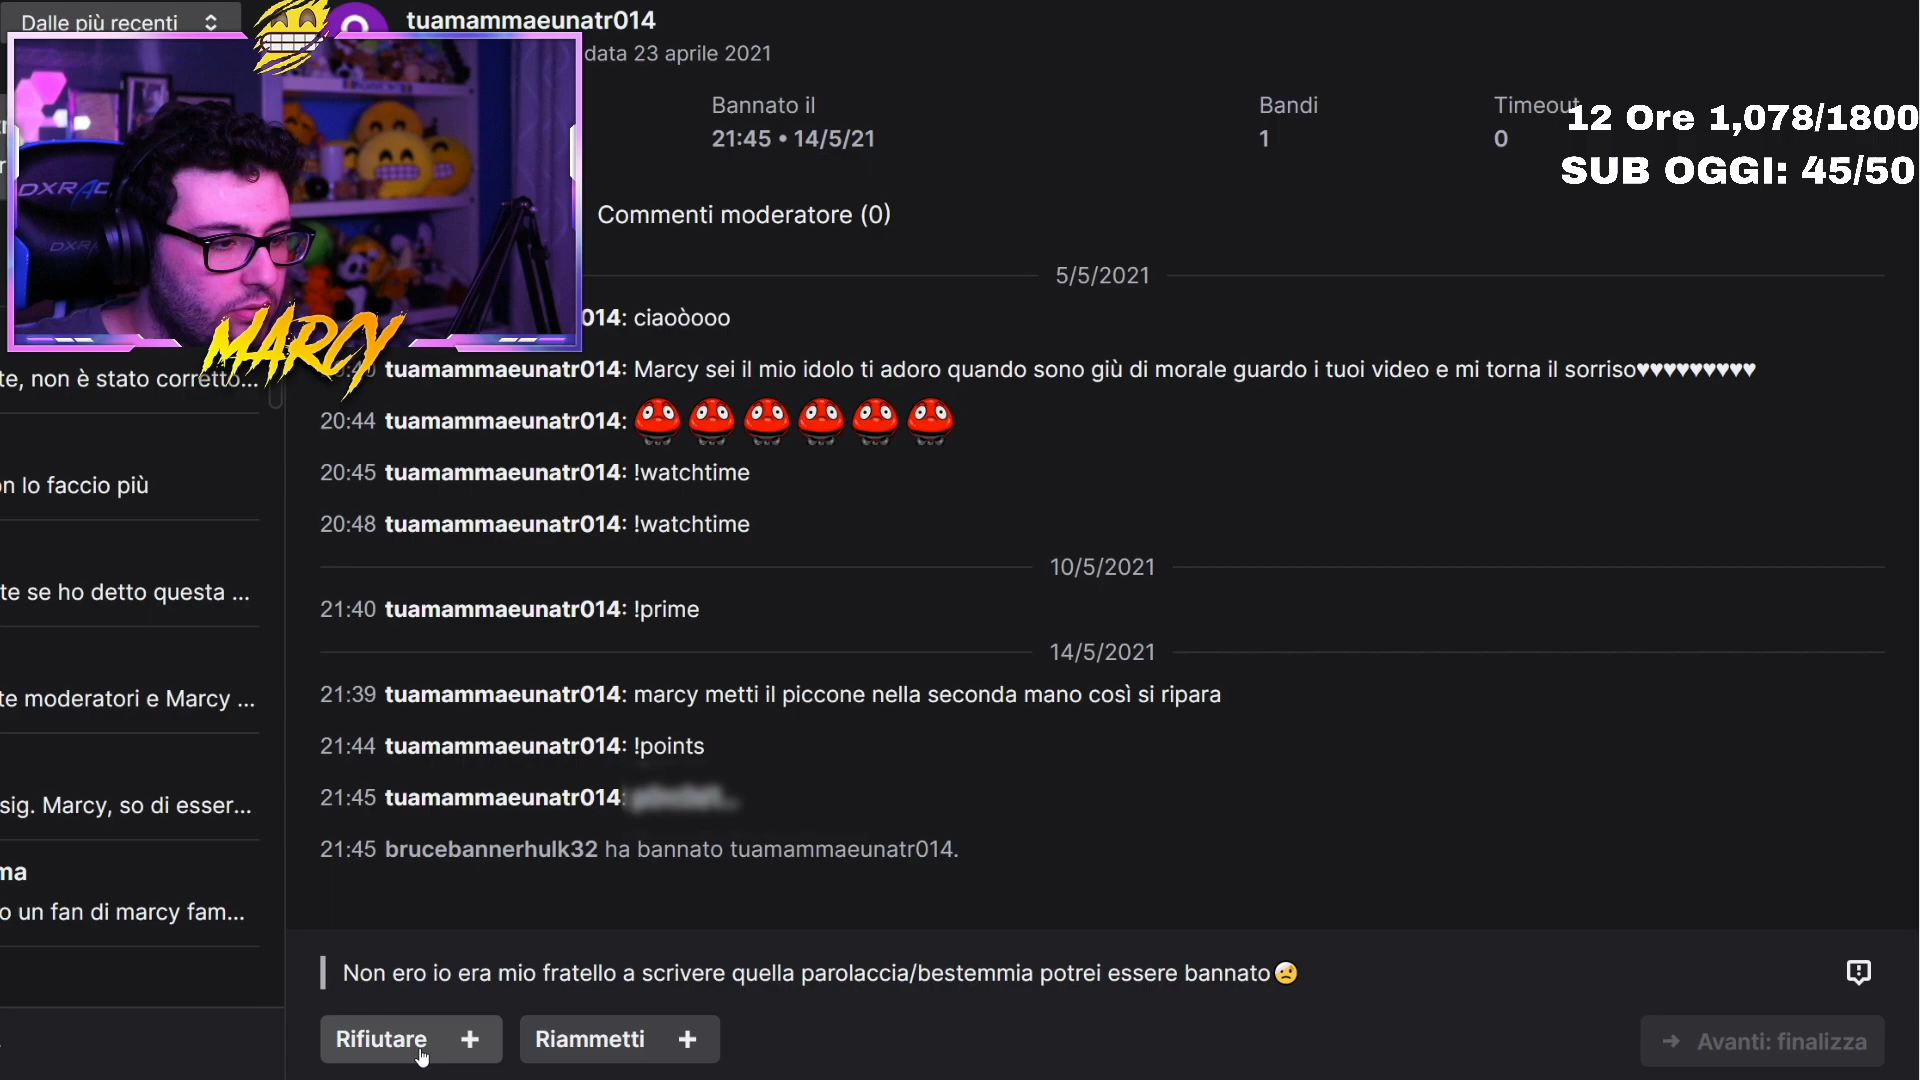 Dalle più recenti
tuamammaeunatr014
data 23 aprile 2021
Bannato il
21:45 • 14/5/21
Bandi
1
Timeout
0
12 Ore 1,078/1800
SUB OGGI: 45/50
DXRAC
DXRA
MARCY
Commenti moderatore (0)
5/5/2021
014: ciaoòooo
tuamammaeunatr014: Marcy sei il mio idolo ti adoro quando sono giù di morale guardo i tuoi video e mi torna il sorriso♥♥♥♥♥♥♥♥♥
20:44 tuamammaeunatr014:
20:45 tuamammaeunatr014: !watchtime
20:48 tuamammaeunatr014: !watchtime
10/5/2021
21:40 tuamammaeunatr014: !prime
14/5/2021
21:39 tuamammaeunatr014: marcy metti il piccone nella seconda mano così si ripara
21:44 tuamammaeunatr014: !points
21:45 tuamammaeunatr014:
21:45 brucebannerhulk32 ha bannato tuamammaeunatr014.
te, non è stato corretto...
n lo faccio più
te se ho detto questa ...
te moderatori e Marcy ...
sig. Marcy, so di esser...
ma
o un fan di marcy fam...
Non ero io era mio fratello a scrivere quella parolaccia/bestemmia potrei essere bannato🤕
Rifiutare +
Riammetti +
→ Avanti: finalizza